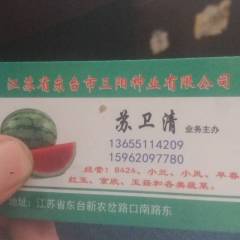 江苏省东台市三阳种业有限公司
苏卫清 业务主办
13655114209
15962097780
经营：8424、小兰、小凤、早春
红玉、京欣、玉菇和各类蔬菜。
地址：江苏省东台新农岔路口南路东